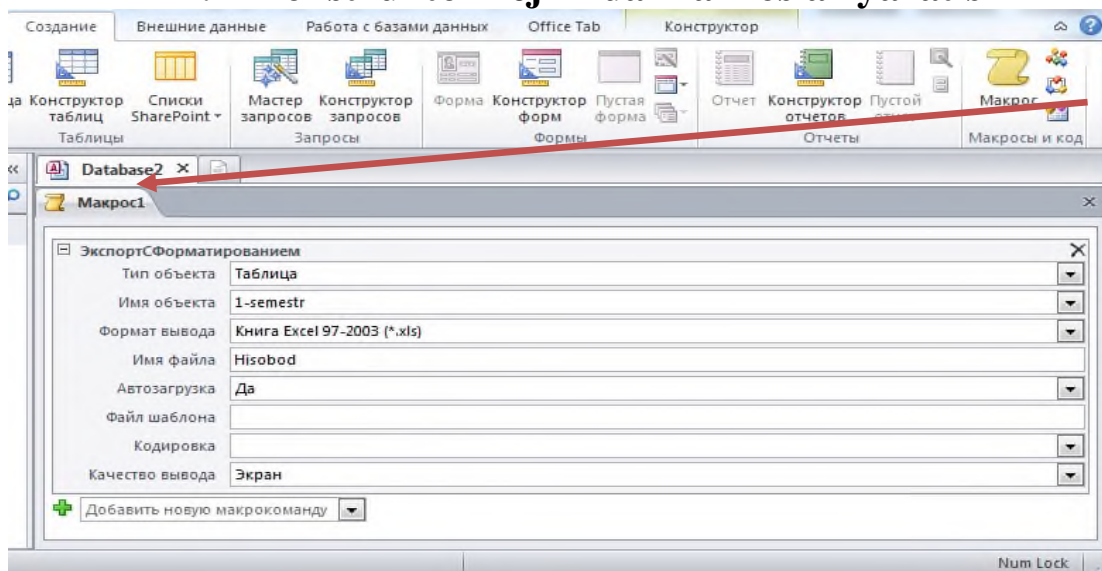 Создание Внешние данные Работа с базами данных Office Tab Конструктор
Конструктор таблиц Списки SharePoint Мастер запросов Конструктор запросов Форма Конструктор форм Пустая форма Отчет Конструктор отчетов Пустой Макрос
Таблицы Запросы Формы Отчеты Макросы и код
Database2
Макрос1
ЭкспортСФорматированием
Тип объекта Таблица
Имя объекта 1-semestr
Формат вывода Книга Excel 97-2003 (*.xls)
Имя файла Hisobod
Автозагрузка Да
Файл шаблона
Кодировка
Качество вывода Экран
Добавить новую макрокоманду
Num Lock